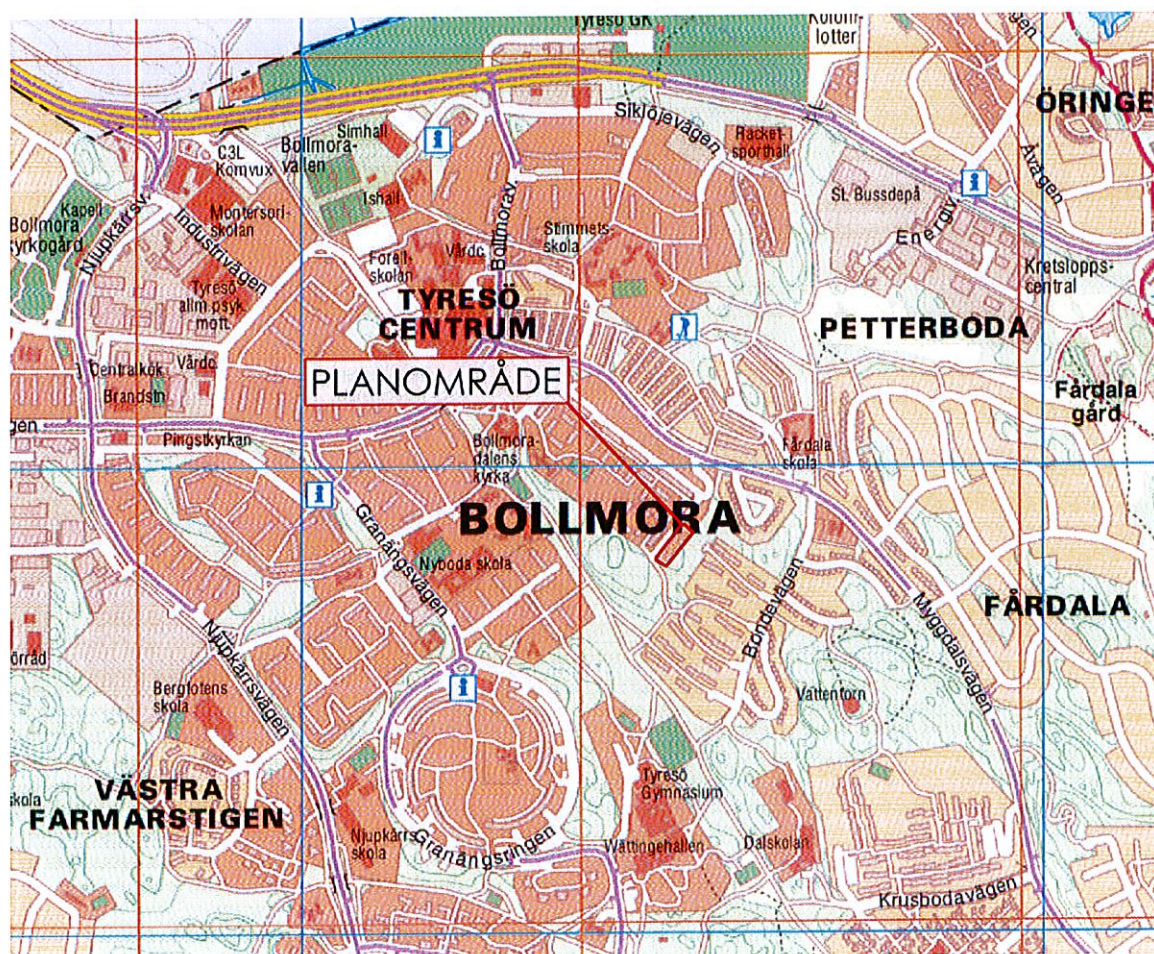 Tyresö GK
Koloni-
lotter
ÖRINGE
Siklöjevägen
Racket-
sporthall
Åvägen
Simhall
Bollmora-
vallen
C3L
Komvux
Ishall
Bollmorav.
St. Bussdepå
Energiv.
Kretslopps-
central
Kapell
Bollmora
kyrkogård
Njupkärrsv.
Industrivägen
Montersori-
skolan
Forell-
skolan
Vårdc.
Stimmets-
skola
Tyresö
allm psyk.
mott.
TYRESÖ
CENTRUM
PETTERBODA
PLANOMRÅDE
Centralkök
Vårdc.
Brandstn
Fårdala
gård
Pingstkyrkan
Bollmora-
dalens
kyrka
Fårdala
skola
BOLLMORA
Granängsvägen
Nyboda skola
Bondevägen
Myggdalsvägen
FÅRDALA
Njupkärrsvägen
Bergfotens
skola
Vattentorn
VÄSTRA
FARMARSTIGEN
Tyresö
Gymnasium
Njupkärrs
skola
Granängsringen
Wättingehallen
Dalskolan
Krusbodavägen